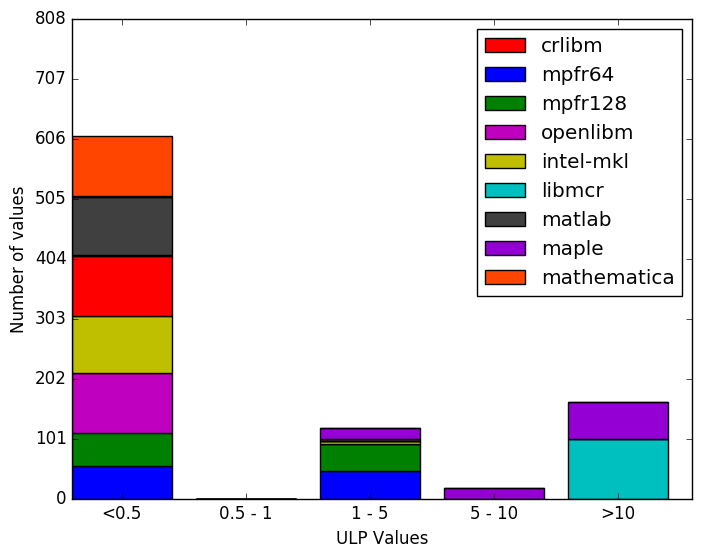 808
707
606
505
404
303
202
101
0
Number of values
crlibm
mpfr64
mpfr128
openlibm
intel-mkl
libmcr
matlab
maple
mathematica
<0.5
0.5 - 1
1 - 5
5 - 10
>10
ULP Values